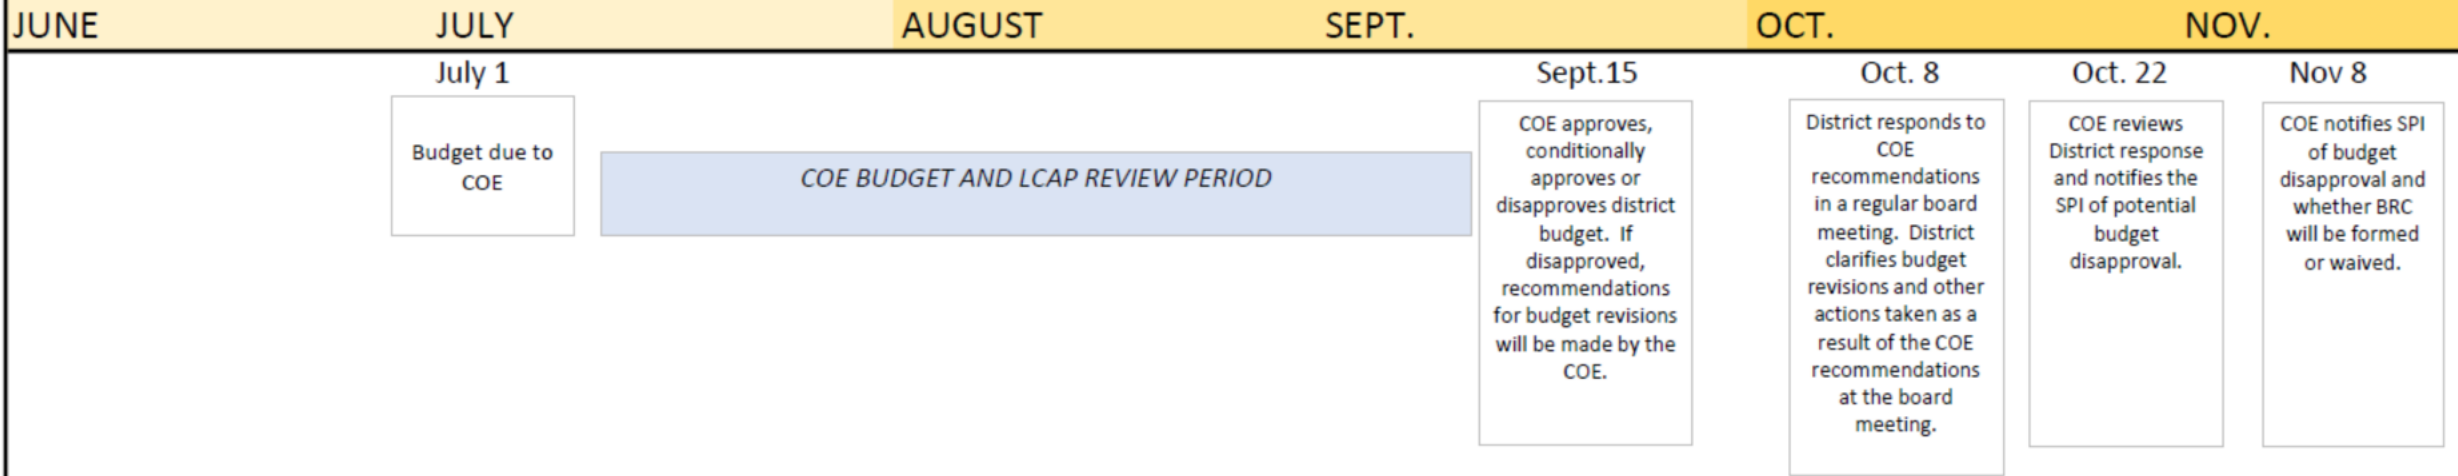 JUNE JULY AUGUST SEPT. OCT. NOV.
July 1
Budget due to
COE
COE BUDGET AND LCAP REVIEW PERIOD
Sept.15
COE approves,
conditionally
approves or
disapproves district
budget. If
disapproved,
recommendations
for budget revisions
will be made by the
COE.
Oct. 8
District responds to
COE
recommendations
in a regular board
meeting. District
clarifies budget
revisions and other
actions taken as a
result of the COE
recommendations
at the board
meeting.
Oct. 22
COE reviews
District response
and notifies the
SPI of potential
budget
disapproval.
Nov 8
COE notifies SPI
of budget
disapproval and
whether BRC
will be formed
or waived.